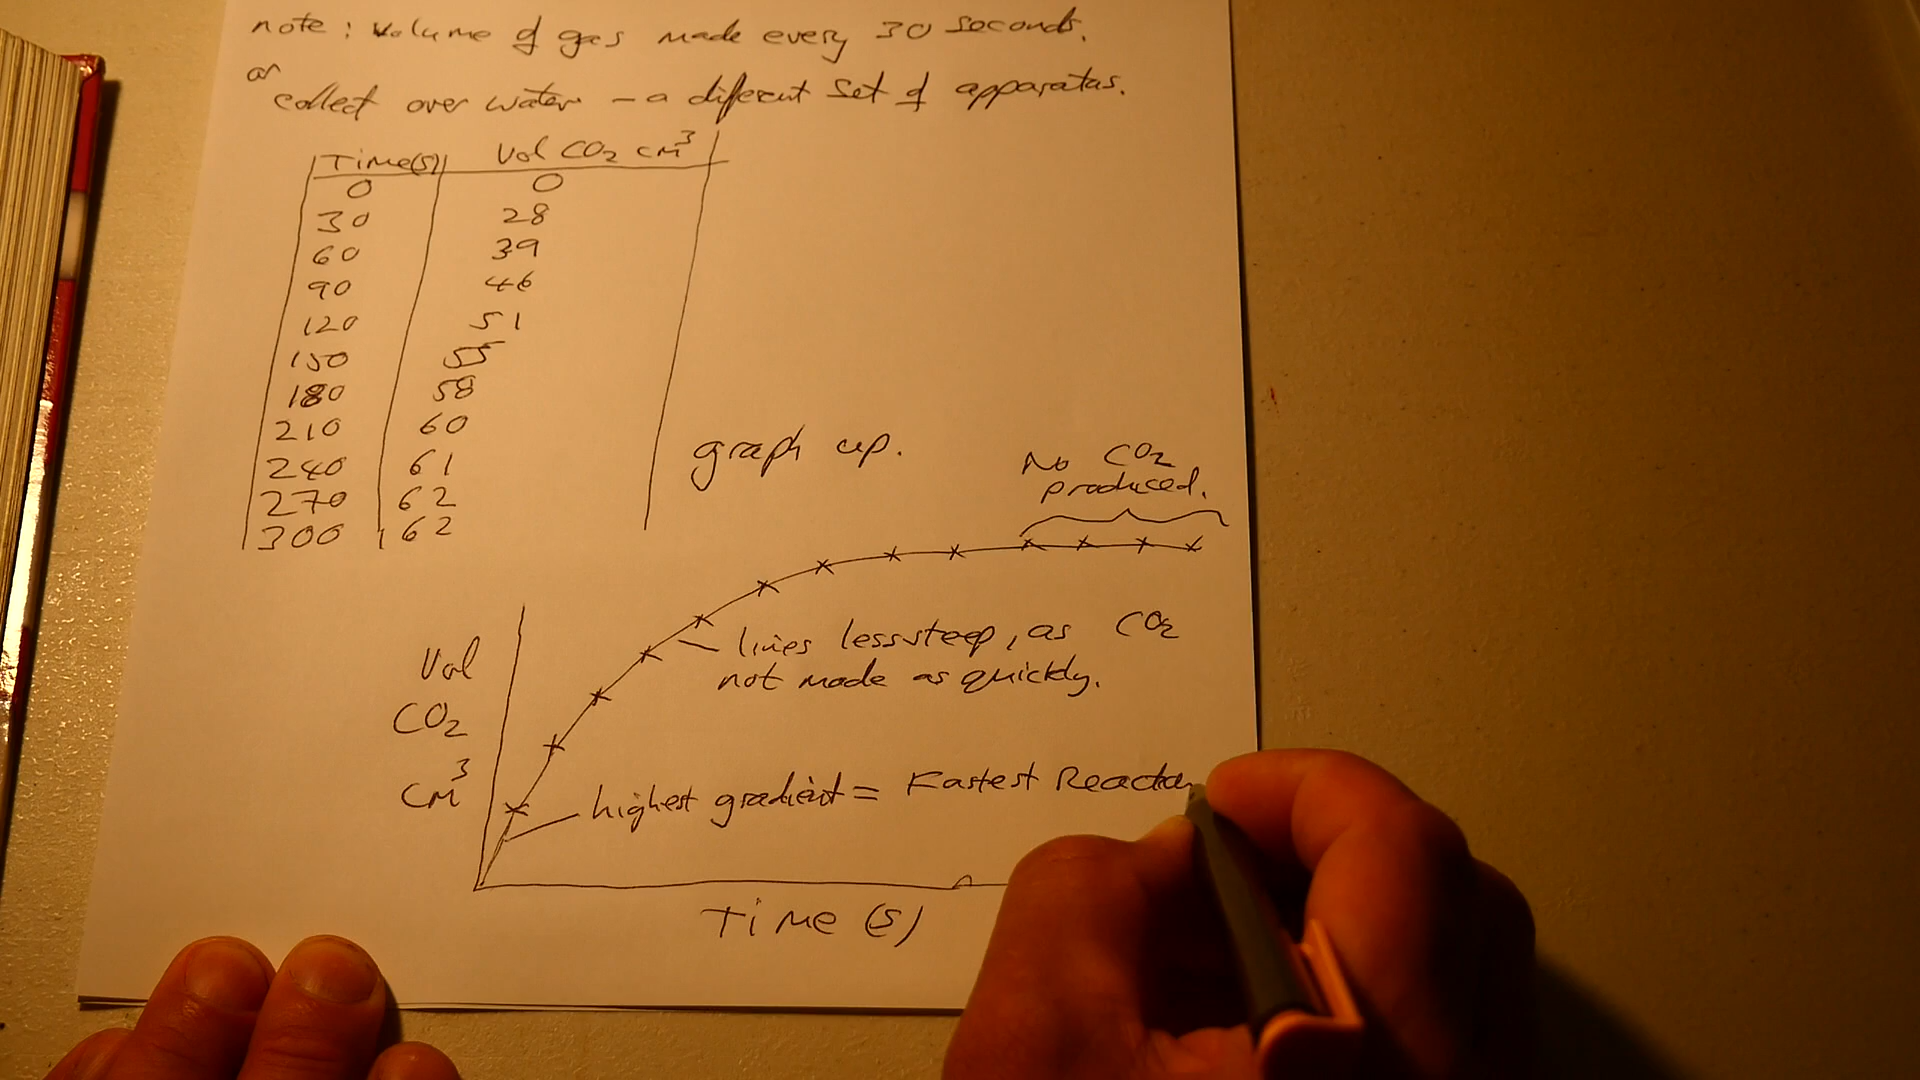 note: Volume of gas made every 30 seconds.
or
collect over water - a diferent set of apparatus.
Time(s) Vol CO2 cm3
0 0
30 28
60 39
90 46
120 51
150 55
180 58
210 60
240 61
270 62
300 62
graph up.
No CO2
produced.
lines less steep, as CO2
not made as quickly.
Vol
CO2
cm3
highest gradient = Fastest Reaction
Time (s)